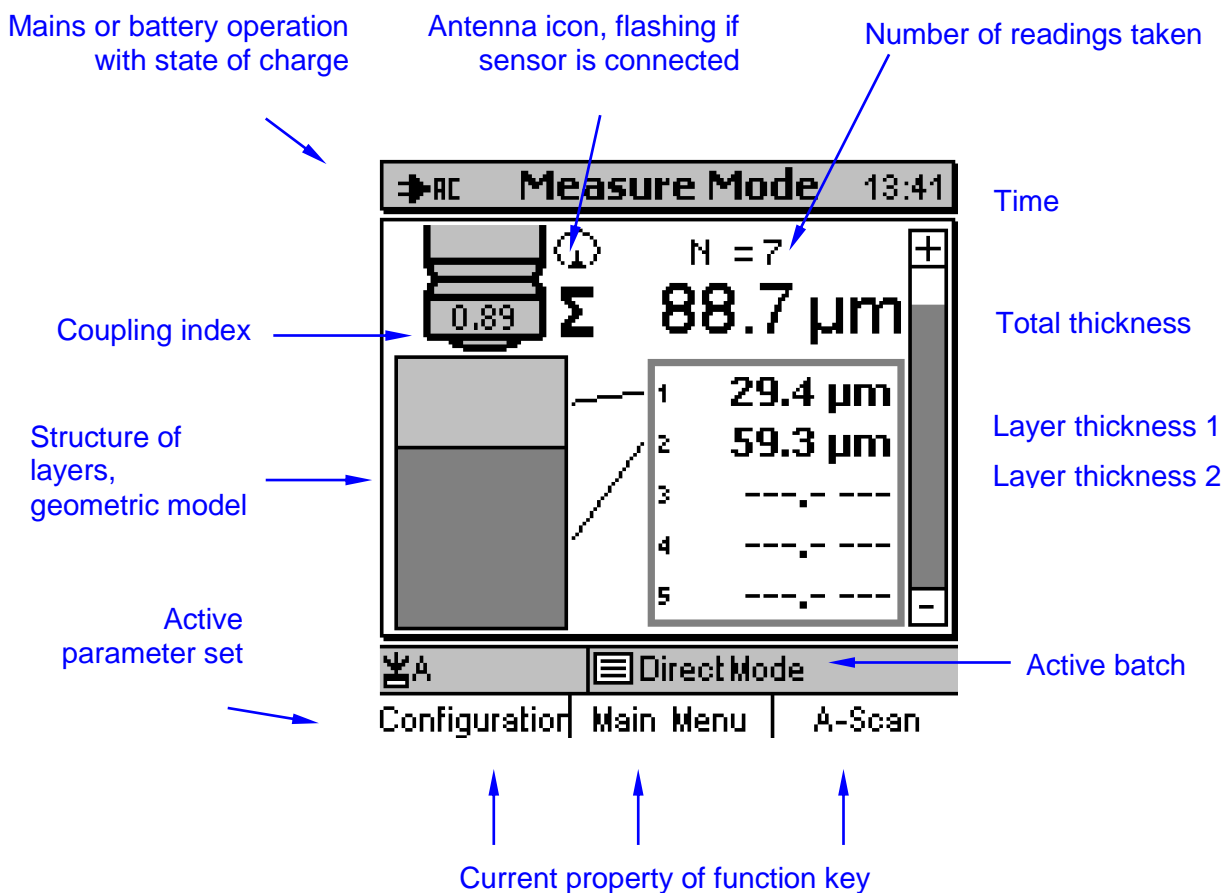 Mains or battery operation
with state of charge
Antenna icon, flashing if
sensor is connected
Number of readings taken
AC Measure Mode 13:41
Time
N = 7
+
0.89 Σ 88.7 µm
Coupling index
Total thickness
1 29.4 µm
Layer thickness 1
2 59.3 µm
Layer thickness 2
Structure of
layers,
geometric model
3 ---.- ---
4 ---.- ---
5 ---.- ---
-
Active
parameter set
A
DirectMode
Active batch
Configuration Main Menu A-Scan
Current property of function key